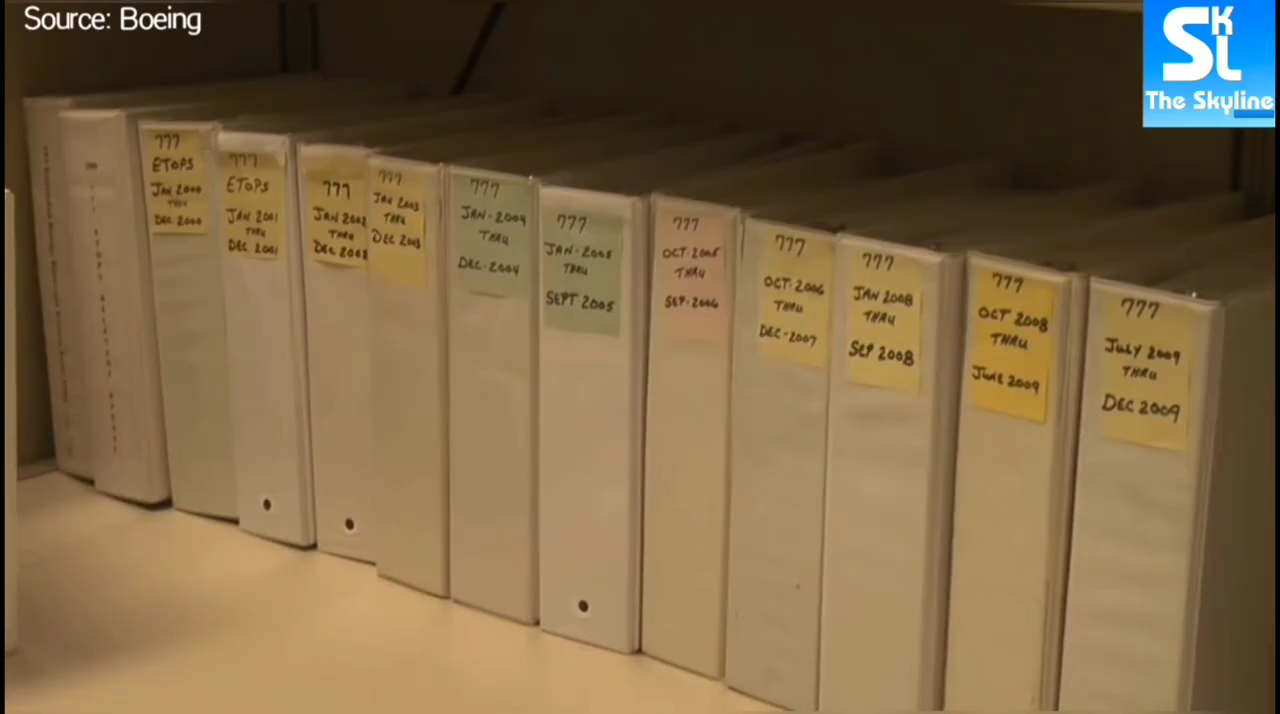 Source: Boeing
SKL
The Skyline
777
ETOPS
JAN 2000
THRU
DEC 2000
777
ETOPS
JAN 2001
THRU
DEC 2001
777
JAN 2002
THRU
DEC 2002
777
JAN 2003
THRU
DEC 2003
777
JAN-2004
THRU
DEC-2004
777
JAN-2005
THRU
SEPT 2005
777
OCT-2005
THRU
SEP-2006
777
OCT-2006
THRU
DEC-2007
777
JAN 2008
THRU
SEP 2008
777
OCT 2008
THRU
JUNE 2009
777
JULY 2009
THRU
DEC 2009